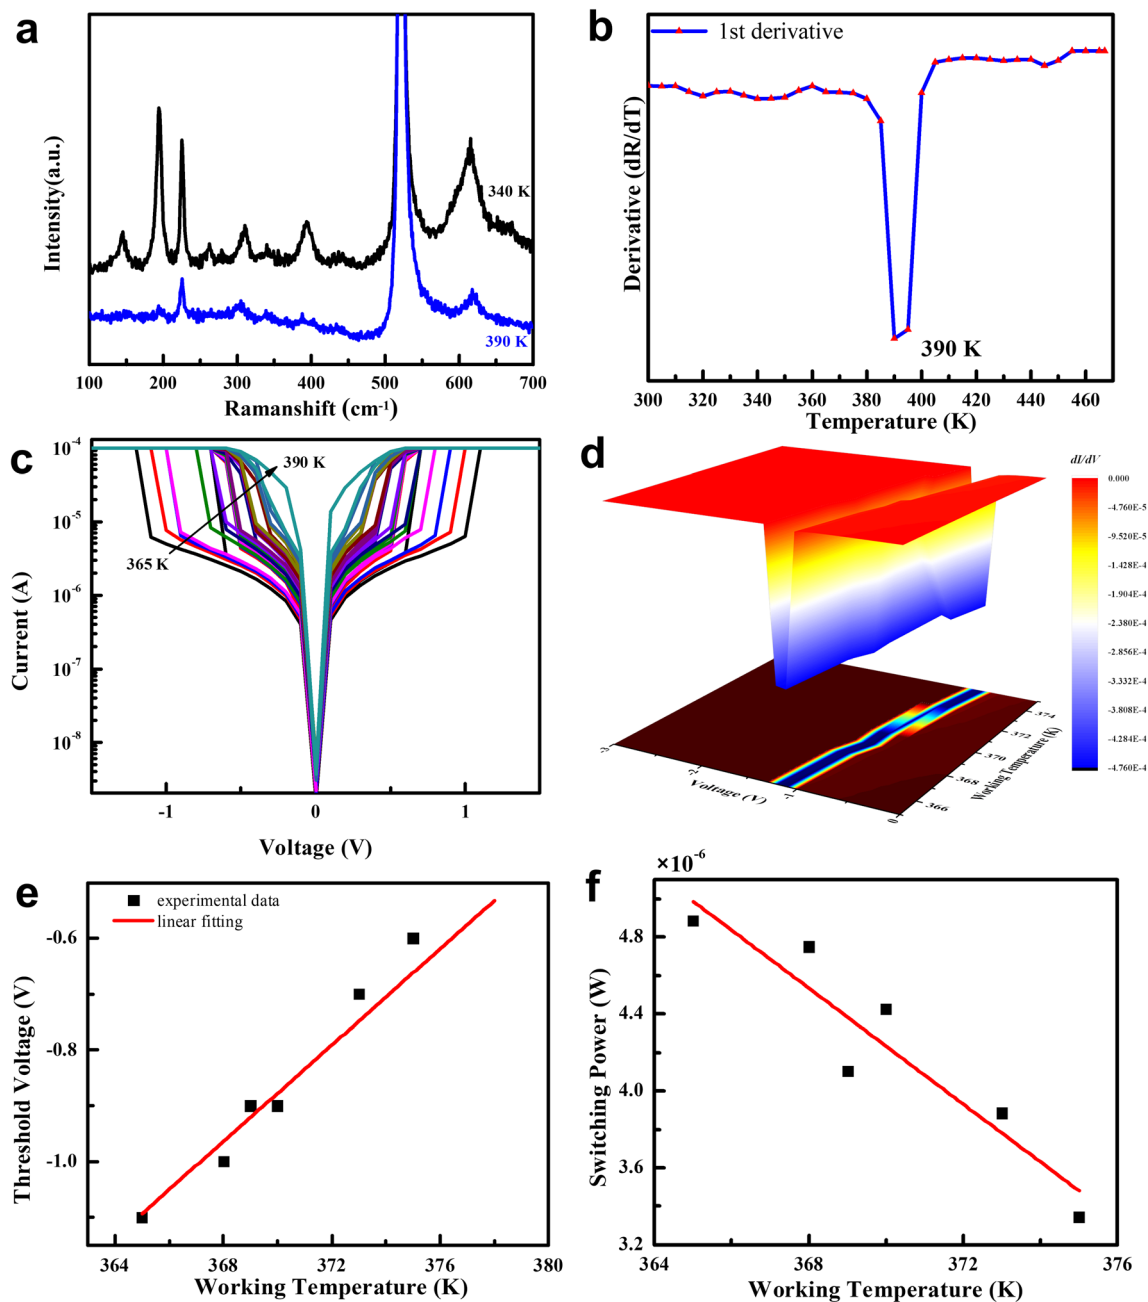 a
340 K
390 K
Intensity(a.u.)
100 200 300 400 500 600 700
Ramanshift (cm⁻¹)
b
1st derivative
390 K
Derivative (dR/dT)
300 320 340 360 380 400 420 440 460
Temperature (K)
c
390 K
365 K
10⁻⁴
10⁻⁵
10⁻⁶
10⁻⁷
10⁻⁸
Current (A)
-1 0 1
Voltage (V)
d
dI/dV
0.000
-4.760E-5
-9.520E-5
-1.428E-4
-1.904E-4
-2.380E-4
-2.856E-4
-3.332E-4
-3.808E-4
-4.284E-4
-4.760E-4
Voltage (V)
-1
0
366
368
370
372
374
Working Temperature (K)
e
experimental data
linear fitting
-0.6
-0.8
-1.0
Threshold Voltage (V)
364 368 372 376 380
Working Temperature (K)
f
×10⁻⁶
4.8
4.4
4.0
3.6
3.2
Switching Power (W)
364 368 372 376
Working Temperature (K)